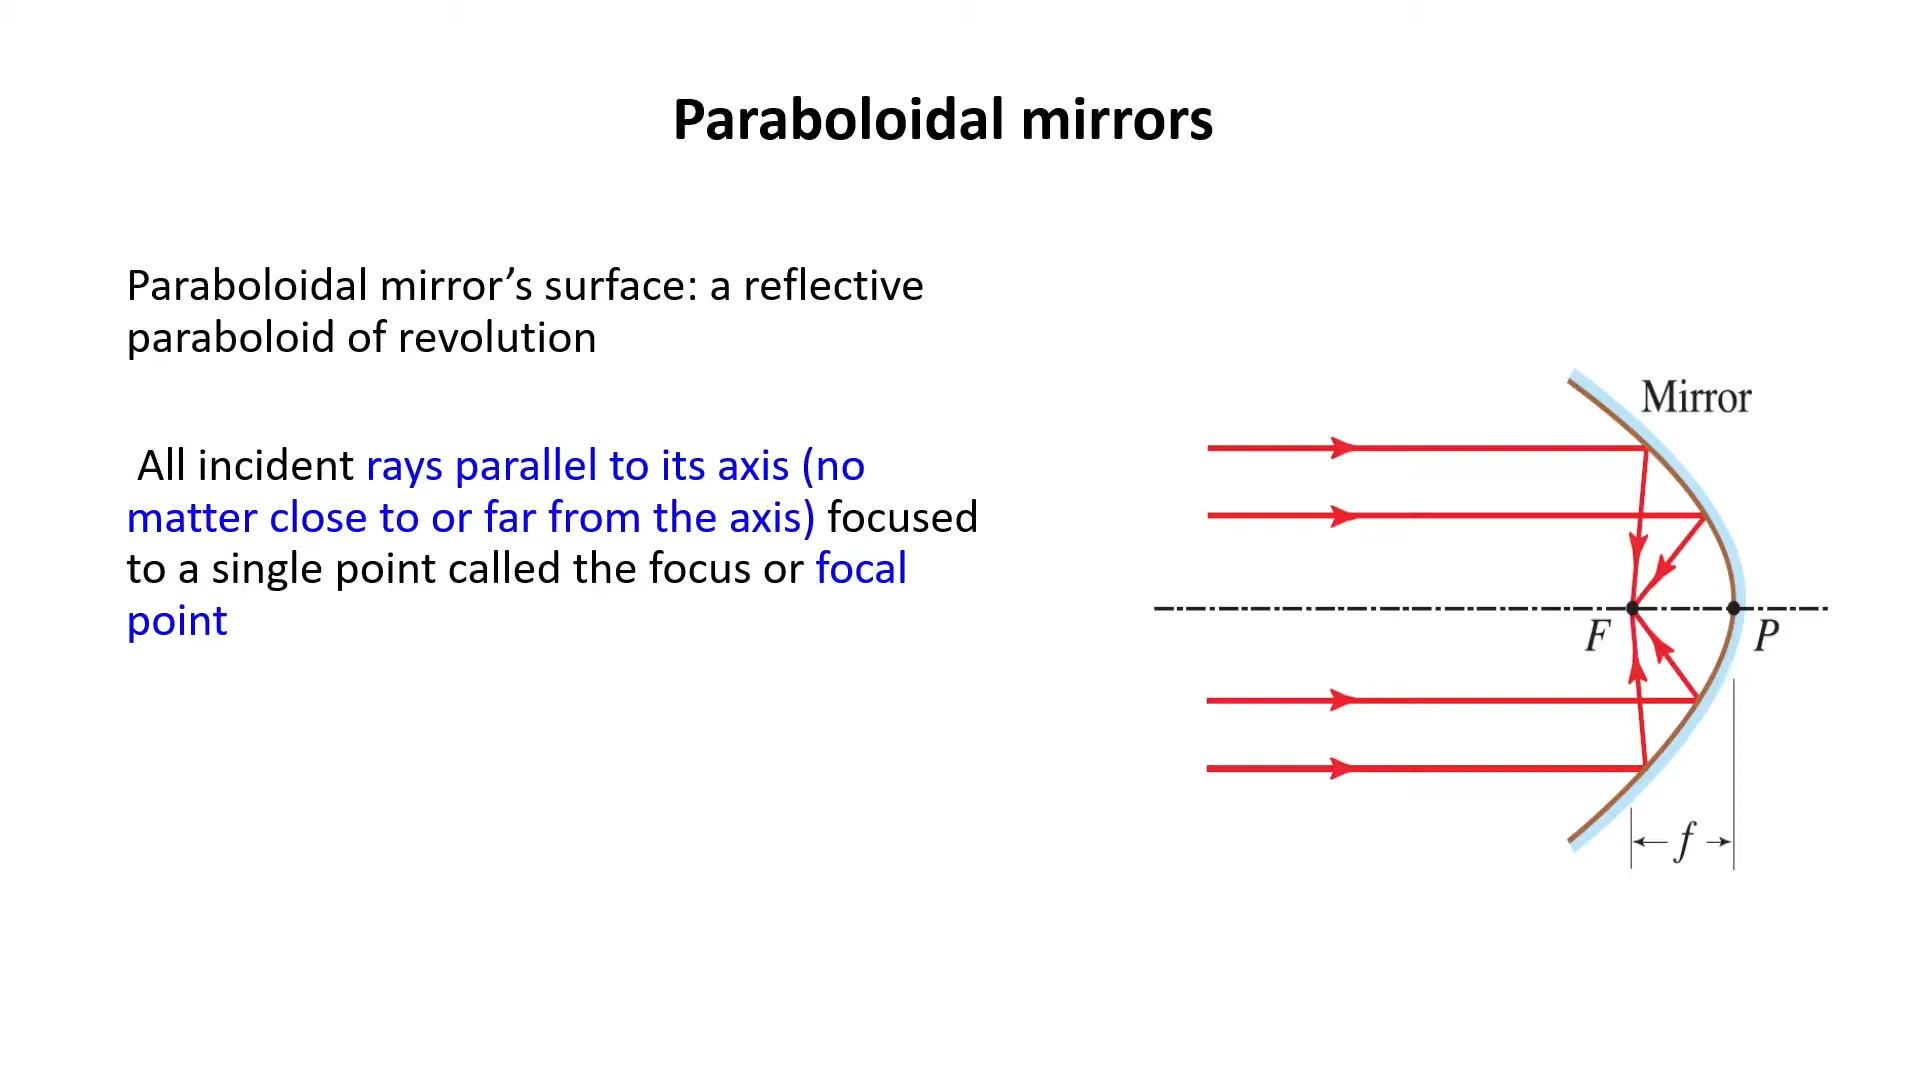 Paraboloidal mirrors
Paraboloidal mirror’s surface: a reflective
paraboloid of revolution
All incident rays parallel to its axis (no
matter close to or far from the axis) focused
to a single point called the focus or focal
point
Mirror
F
P
f